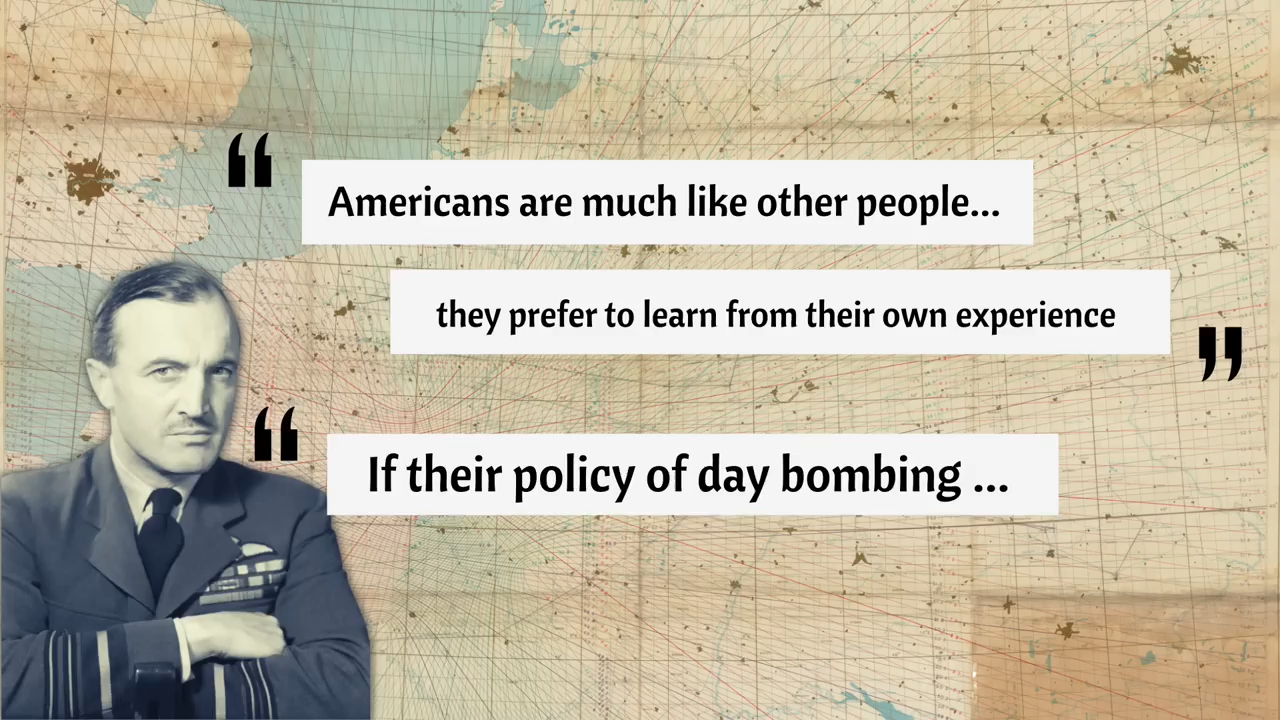 “
Americans are much like other people...
they prefer to learn from their own experience
”
“
If their policy of day bombing ...